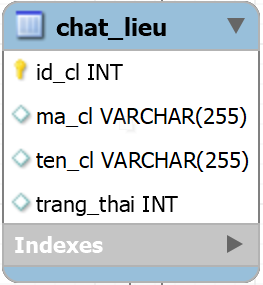 chat_lieu
id_cl INT
ma_cl VARCHAR(255)
ten_cl VARCHAR(255)
trang_thai INT
Indexes